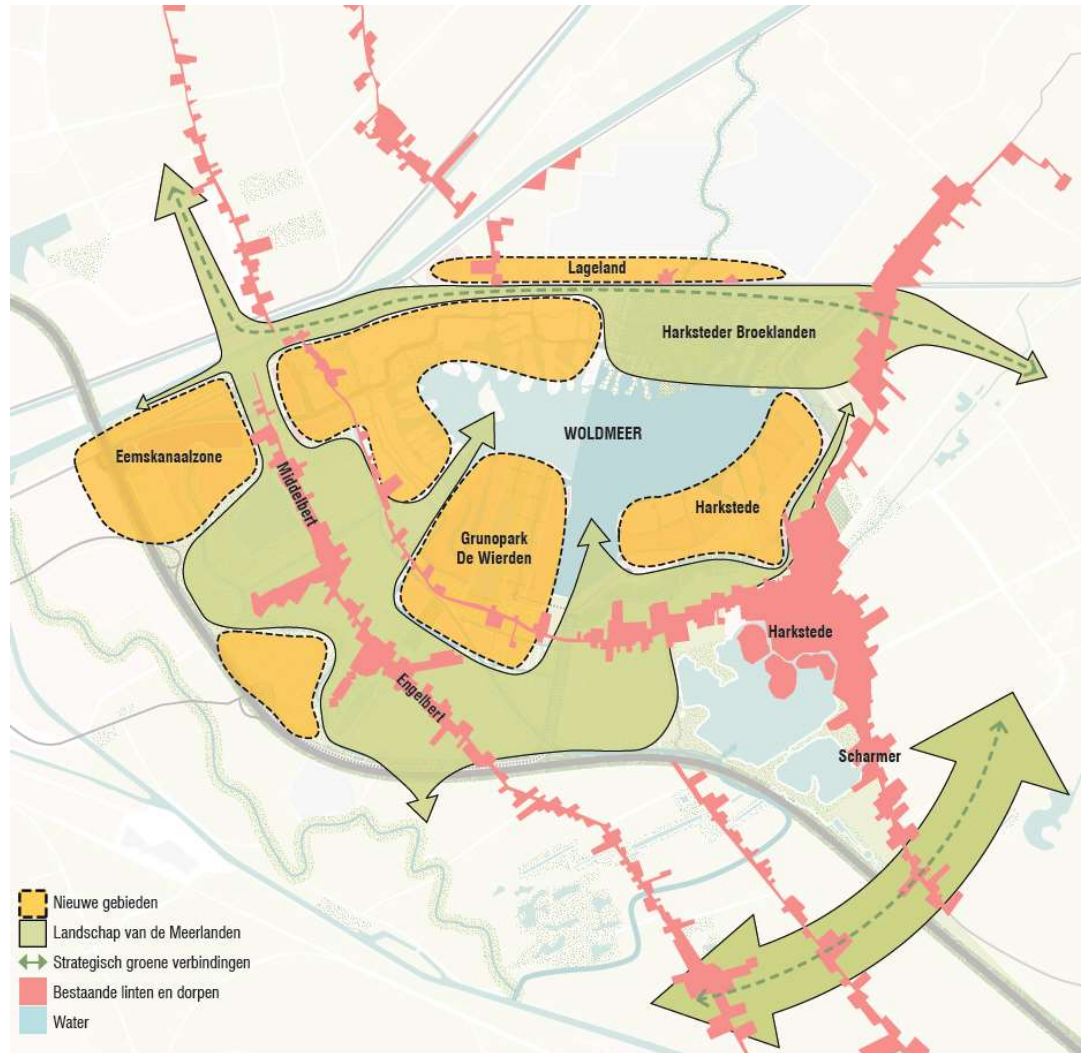 Lageland
Harksteder Broeklanden
WOLDMEER
Eemskanaalzone
Middelbert
Harkstede
Grunopark
De Wierden
Harkstede
Engelbert
Scharmer
Nieuwe gebieden
Landschap van de Meerlanden
Strategisch groene verbindingen
Bestaande linten en dorpen
Water